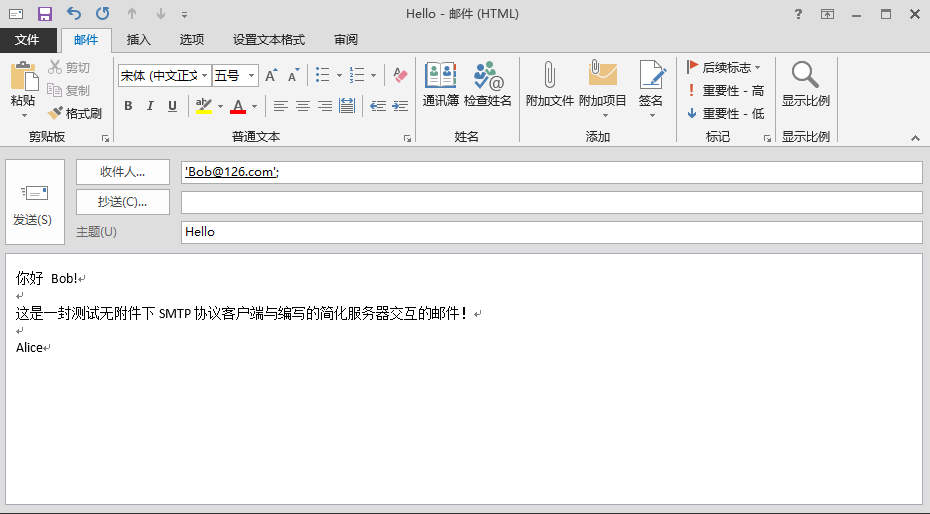 Hello - 邮件 (HTML)
?
文件 邮件 插入 选项 设置文本格式 审阅
粘贴
剪切
复制
格式刷
剪贴板
宋体 (中文正文 五号 A A
B I U aby A
普通文本
通讯簿 检查姓名
姓名
附加文件 附加项目 签名
添加
后续标志
! 重要性 - 高
重要性 - 低
标记
显示比例
显示比例
发送(S)
收件人... 'Bob@126.com';
抄送(C)...
主题(U) Hello
你好 Bob!
这是一封测试无附件下 SMTP 协议客户端与编写的简化服务器交互的邮件！
Alice